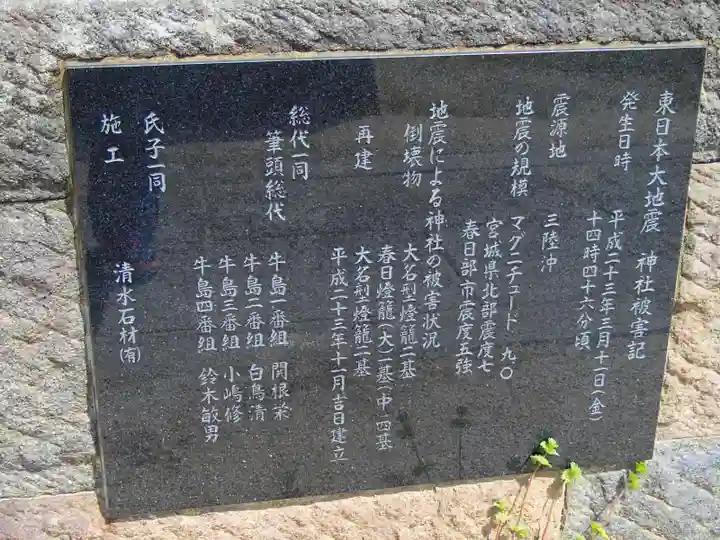 東日本大地震　神社被害記
発生日時　平成二十三年三月十一日(金)
十四時四十六分頃
震源地　三陸沖
地震の規模　マグニチュード　九〇
宮城県北部震度七
春日部市震度五強
地震による神社の被害状況
倒壊物　大名型燈籠二基
春日燈籠(大)二基(中)四基
再建　大名型燈籠二基
平成二十三年十一月吉日建立
総代一同
筆頭総代　牛島一番組　関根栄
牛島二番組　白鳥清
牛島三番組　小嶋修
牛島四番組　鈴木敏男
氏子一同
施工　清水石材(有)